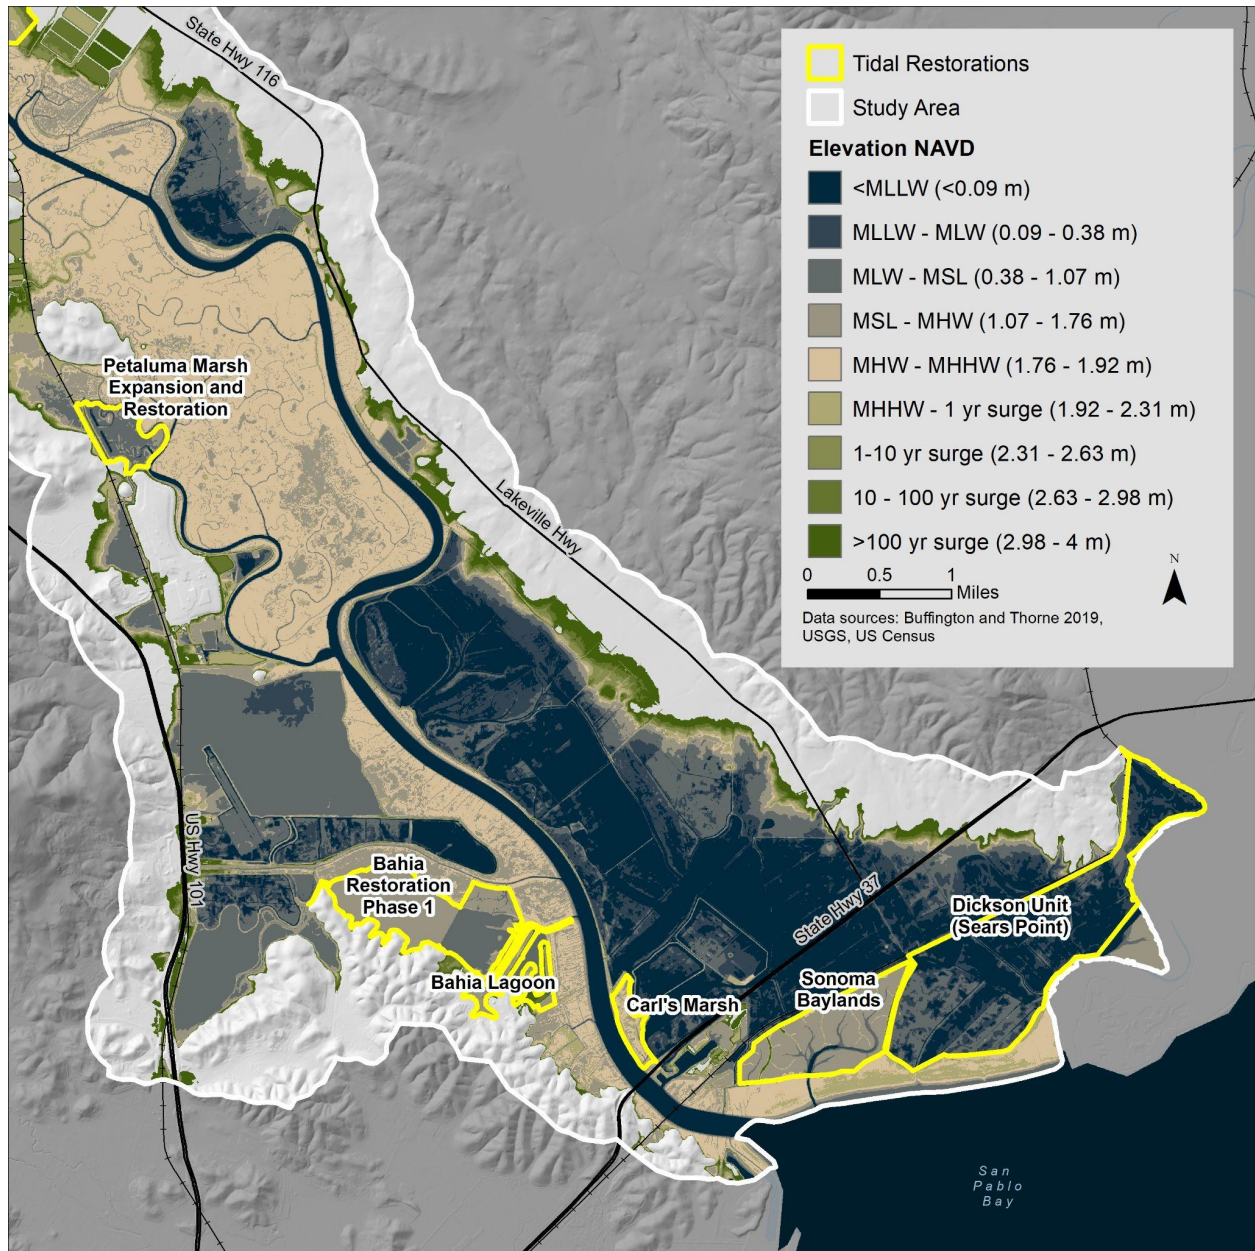 State Hwy 116
Tidal Restorations
Study Area
Elevation NAVD
<MLLW (<0.09 m)
MLLW - MLW (0.09 - 0.38 m)
MLW - MSL (0.38 - 1.07 m)
MSL - MHW (1.07 - 1.76 m)
MHW - MHHW (1.76 - 1.92 m)
MHHW - 1 yr surge (1.92 - 2.31 m)
1-10 yr surge (2.31 - 2.63 m)
10 - 100 yr surge (2.63 - 2.98 m)
>100 yr surge (2.98 - 4 m)
0 0.5 1
Miles
N
Data sources: Buffington and Thorne 2019,
USGS, US Census
Petaluma Marsh
Expansion and
Restoration
Lakeville Hwy
US Hwy 101
Bahia
Restoration
Phase 1
State Hwy 37
Dickson Unit
(Sears Point)
Bahia Lagoon
Carl's Marsh
Sonoma
Baylands
San
Pablo
Bay